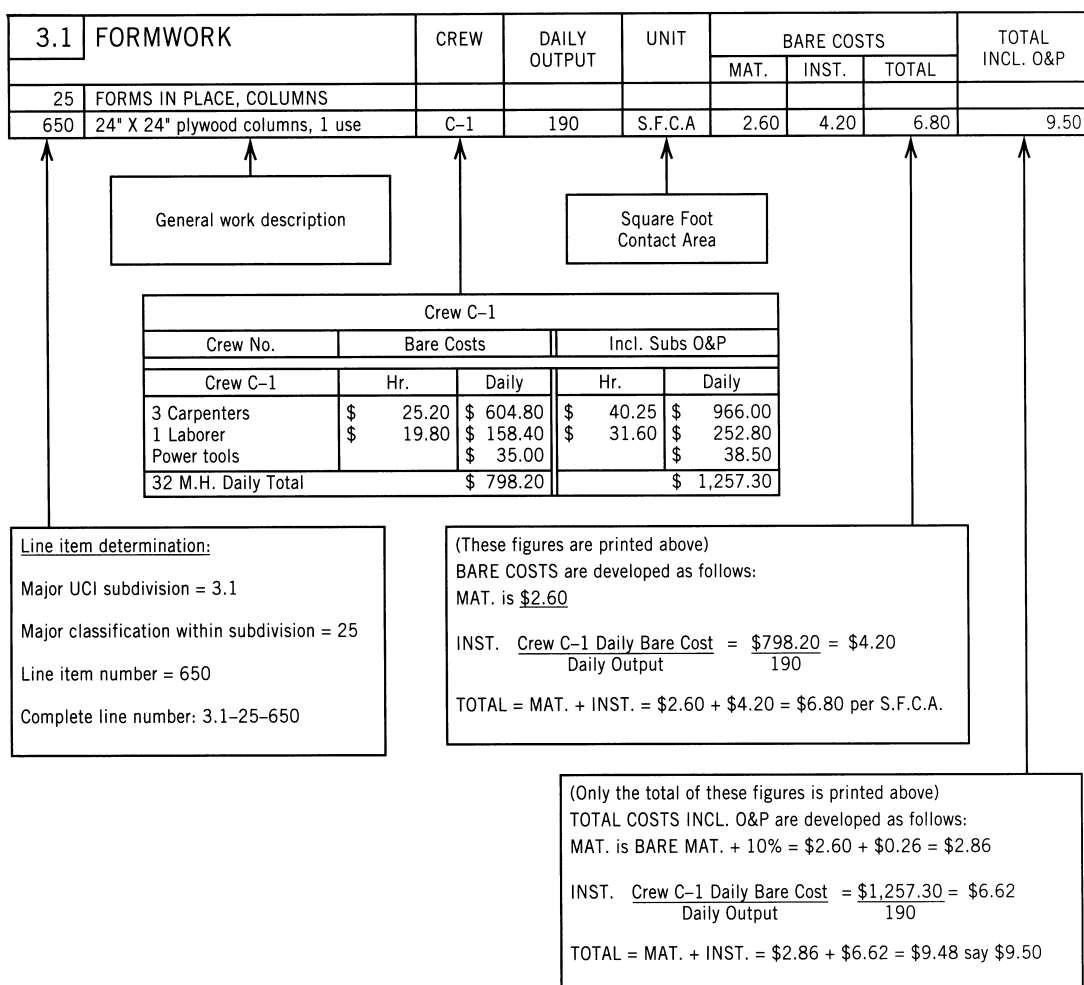 3.1 FORMWORK CREW DAILY OUTPUT UNIT BARE COSTS TOTAL INCL. O&P
MAT. INST. TOTAL
25 FORMS IN PLACE, COLUMNS
650 24" X 24" plywood columns, 1 use C–1 190 S.F.C.A 2.60 4.20 6.80 9.50
General work description
Square Foot
Contact Area
Crew C–1
Crew No. Bare Costs Incl. Subs O&P
Crew C–1 Hr. Daily Hr. Daily
3 Carpenters $ 25.20 $ 604.80 $ 40.25 $ 966.00
1 Laborer $ 19.80 $ 158.40 $ 31.60 $ 252.80
Power tools $ 35.00 $ 38.50
32 M.H. Daily Total $ 798.20 $ 1,257.30
Line item determination:
Major UCI subdivision = 3.1
Major classification within subdivision = 25
Line item number = 650
Complete line number: 3.1–25–650
(These figures are printed above)
BARE COSTS are developed as follows:
MAT. is $2.60
INST. Crew C–1 Daily Bare Cost = $798.20 = $4.20
Daily Output 190
TOTAL = MAT. + INST. = $2.60 + $4.20 = $6.80 per S.F.C.A.
(Only the total of these figures is printed above)
TOTAL COSTS INCL. O&P are developed as follows:
MAT. is BARE MAT. + 10% = $2.60 + $0.26 = $2.86
INST. Crew C–1 Daily Bare Cost = $1,257.30 = $6.62
Daily Output 190
TOTAL = MAT. + INST. = $2.86 + $6.62 = $9.48 say $9.50